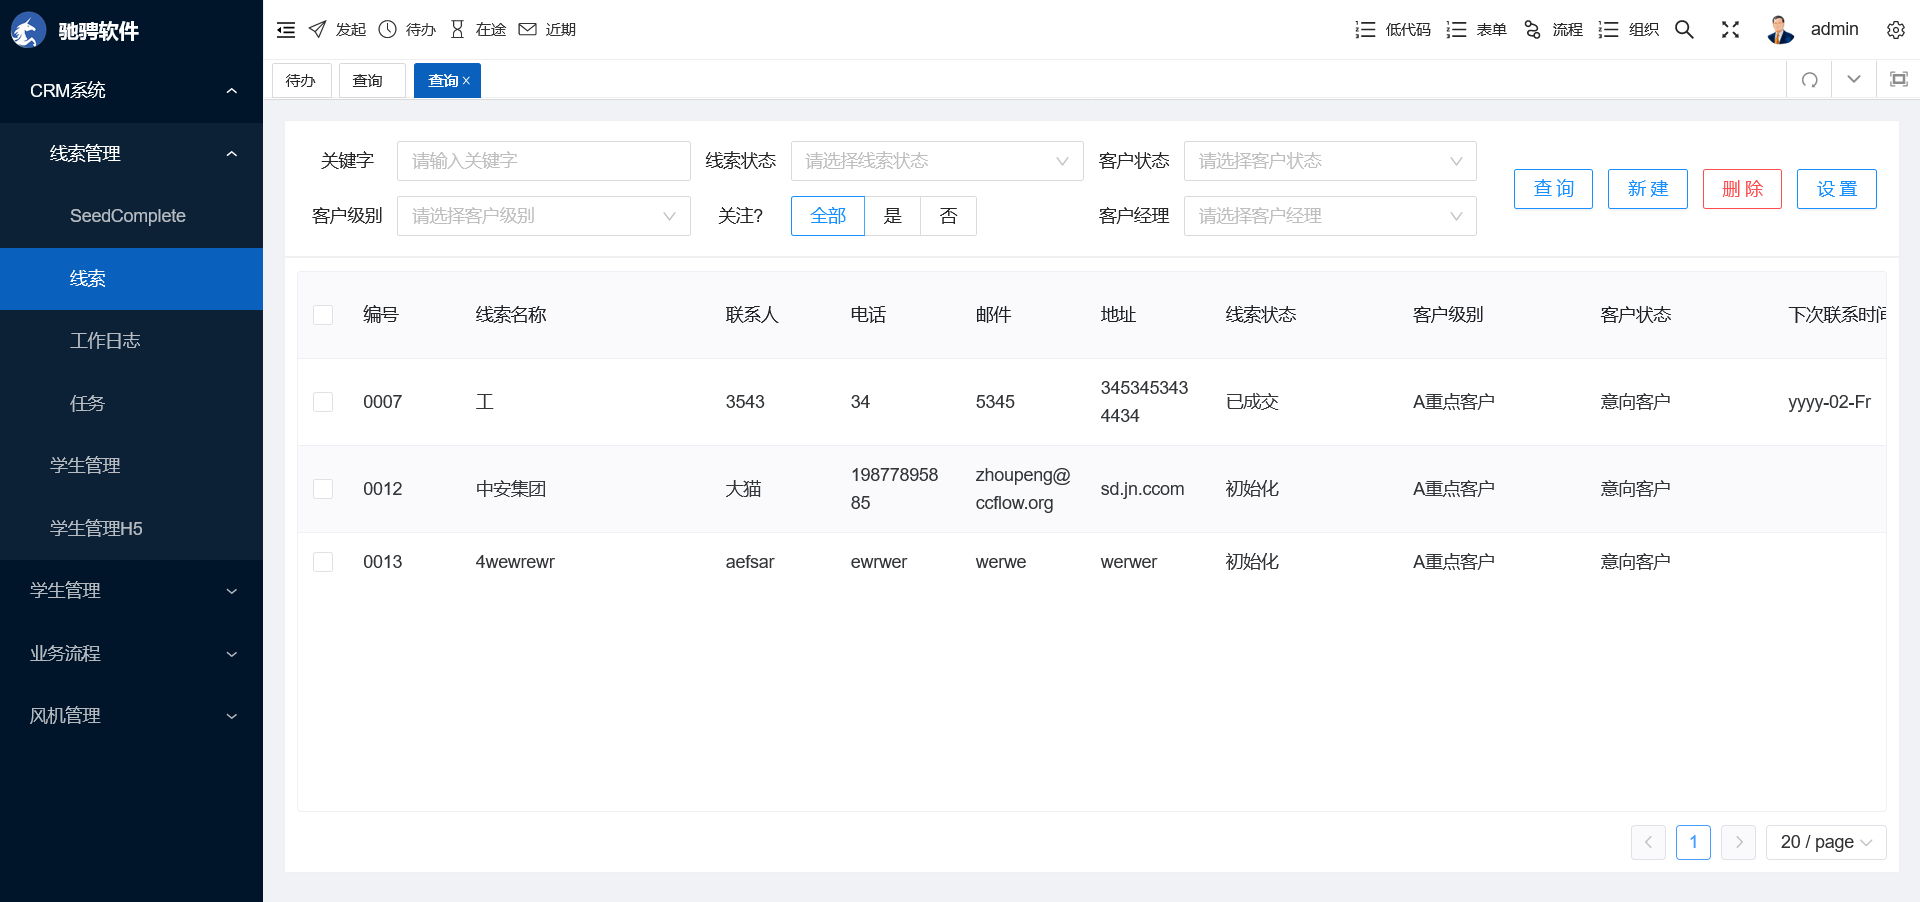 驰骋软件
发起 待办 在途 近期
低代码 表单 流程 组织 admin
待办 查询 查询 ×
CRM系统
线索管理
SeedComplete
线索
工作日志
任务
学生管理
学生管理H5
学生管理
业务流程
风机管理
关键字 请输入关键字 线索状态 请选择线索状态 客户状态 请选择客户状态
客户级别 请选择客户级别 关注? 全部 是 否 客户经理 请选择客户经理
查 询 新 建 删 除 设 置
编号 线索名称 联系人 电话 邮件 地址 线索状态 客户级别 客户状态 下次联系时间
0007 工 3543 34 5345 345345343 已成交 A重点客户 意向客户 yyyy-02-Fr
4434
0012 中安集团 大猫 198778958 zhoupeng@ sd.jn.ccom 初始化 A重点客户 意向客户
85 ccflow.org
0013 4wewrewr aefsar ewrwer werwe werwer 初始化 A重点客户 意向客户
1 20 / page